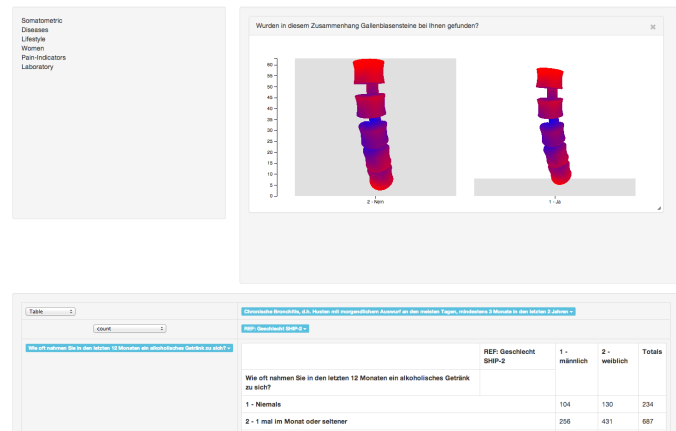 Somatometric
Diseases
Lifestyle
Women
Pain-Indicators
Laboratory
Wurden in diesem Zusammenhang Gallenblasensteine bei Ihnen gefunden?
60
55
50
45
40
35
30
25
20
15
10
5
0
2 - Nein
1 - Ja
Table
Chronische Bronchitis, d.h. Husten mit morgendlichem Auswurf an den meisten Tagen, mindestens 3 Monate in den letzten 2 Jahren
count
REF: Geschlecht SHIP-2
Wie oft nahmen Sie in den letzten 12 Monaten ein alkoholisches Getränk zu sich?
REF: Geschlecht
SHIP-2
1 -
männlich
2 -
weiblich
Totals
Wie oft nahmen Sie in den letzten 12 Monaten ein alkoholisches Getränk
zu sich?
1 - Niemals
104
130
234
2 - 1 mal im Monat oder seltener
256
431
687